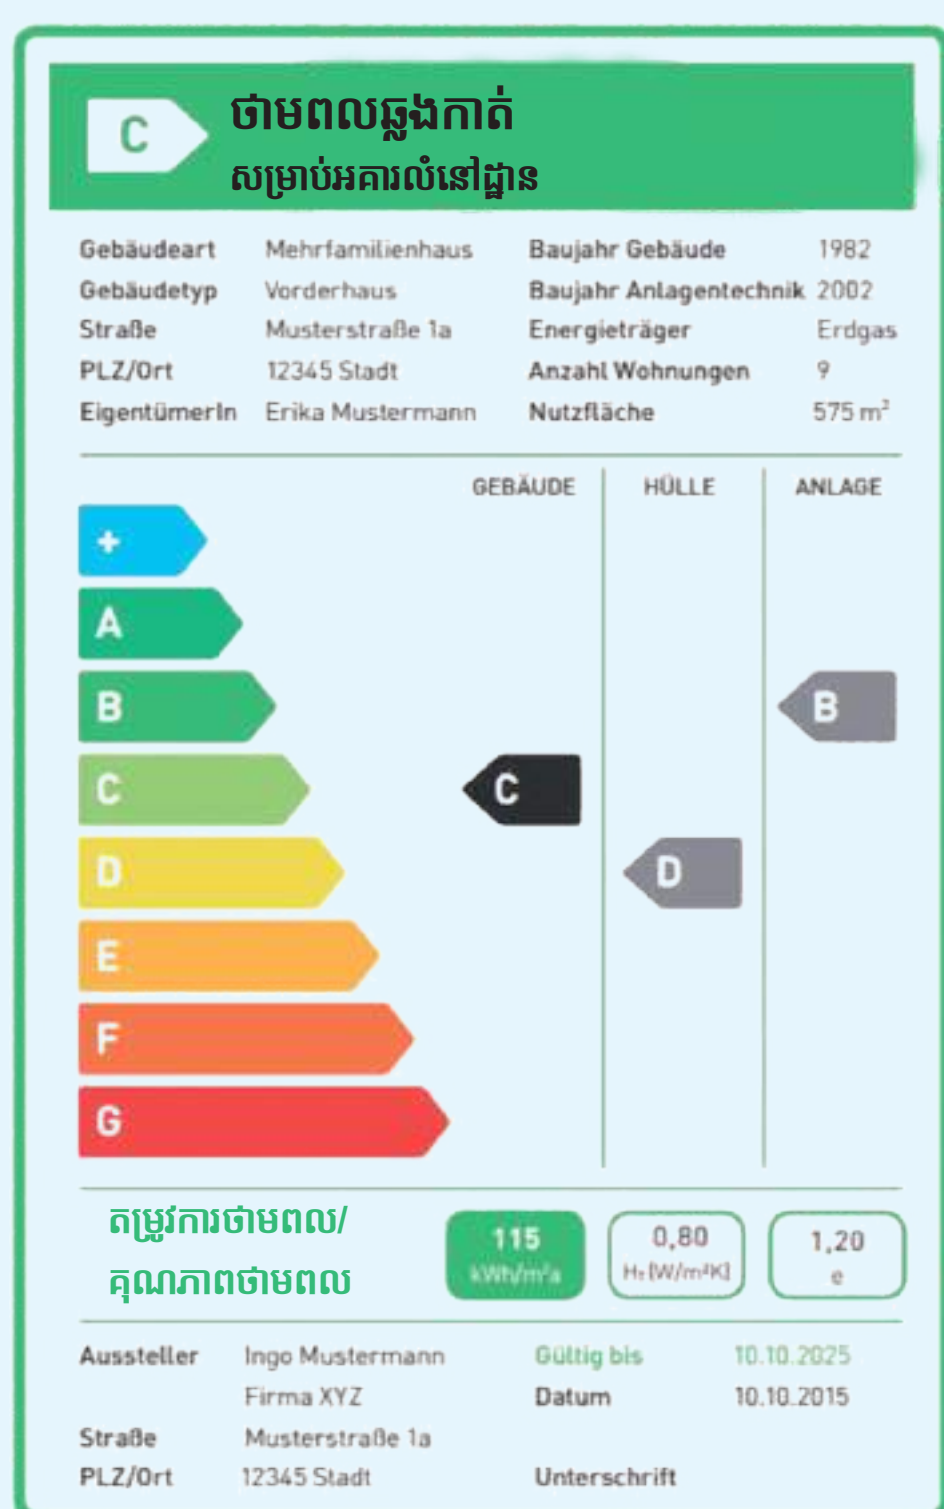 C
ថាមពលឆ្លងកាត់
សម្រាប់អគារលំនៅដ្ឋាន
Gebäudeart Mehrfamilienhaus Baujahr Gebäude 1982
Gebäudetyp Vorderhaus Baujahr Anlagentechnik 2002
Straße Musterstraße 1a Energieträger Erdgas
PLZ/Ort 12345 Stadt Anzahl Wohnungen 9
EigentümerIn Erika Mustermann Nutzfläche 575 m²
GEBÄUDE HÜLLE ANLAGE
+
A
B B
C C
D D
E
F
G
តម្រូវការថាមពល/
គុណភាពថាមពល
115 0,80 1,20
kWh/m²a Hₜ [W/m²K] e
Aussteller Ingo Mustermann Gültig bis 10.10.2025
Firma XYZ Datum 10.10.2015
Straße Musterstraße 1a
PLZ/Ort 12345 Stadt Unterschrift